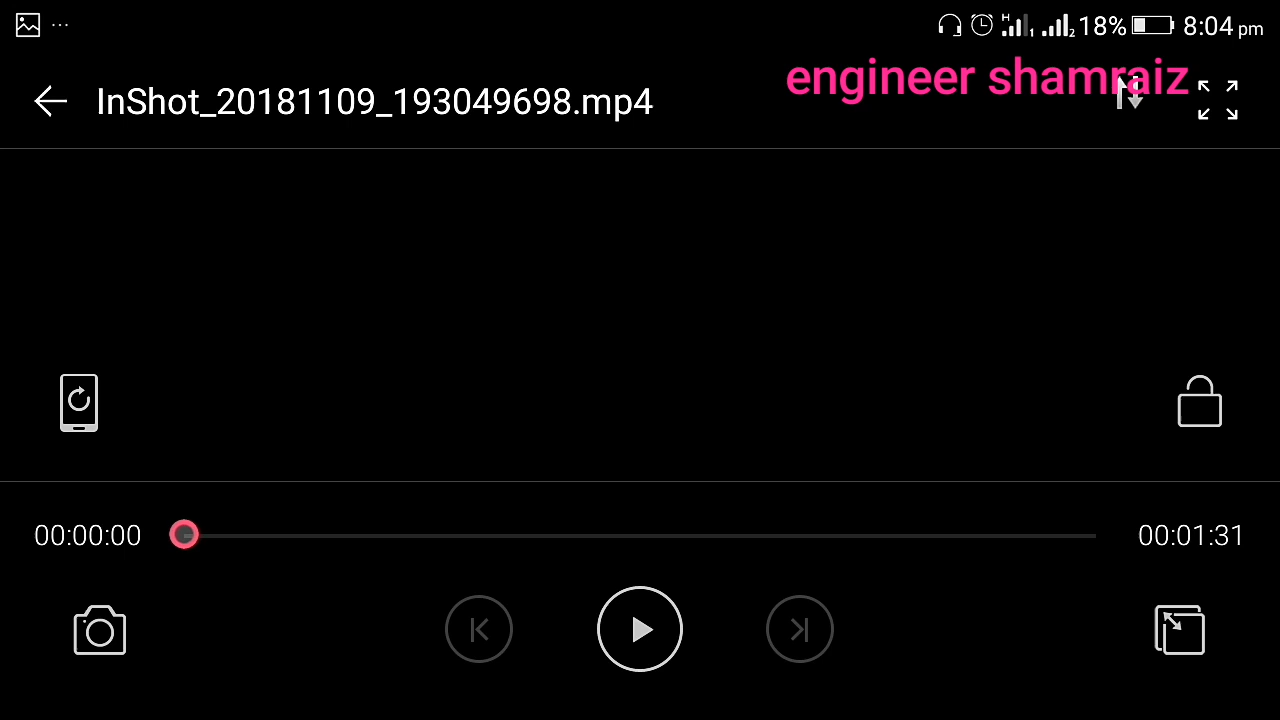 18% 8:04 pm
engineer shamraiz
InShot_20181109_193049698.mp4
00:00:00
00:01:31